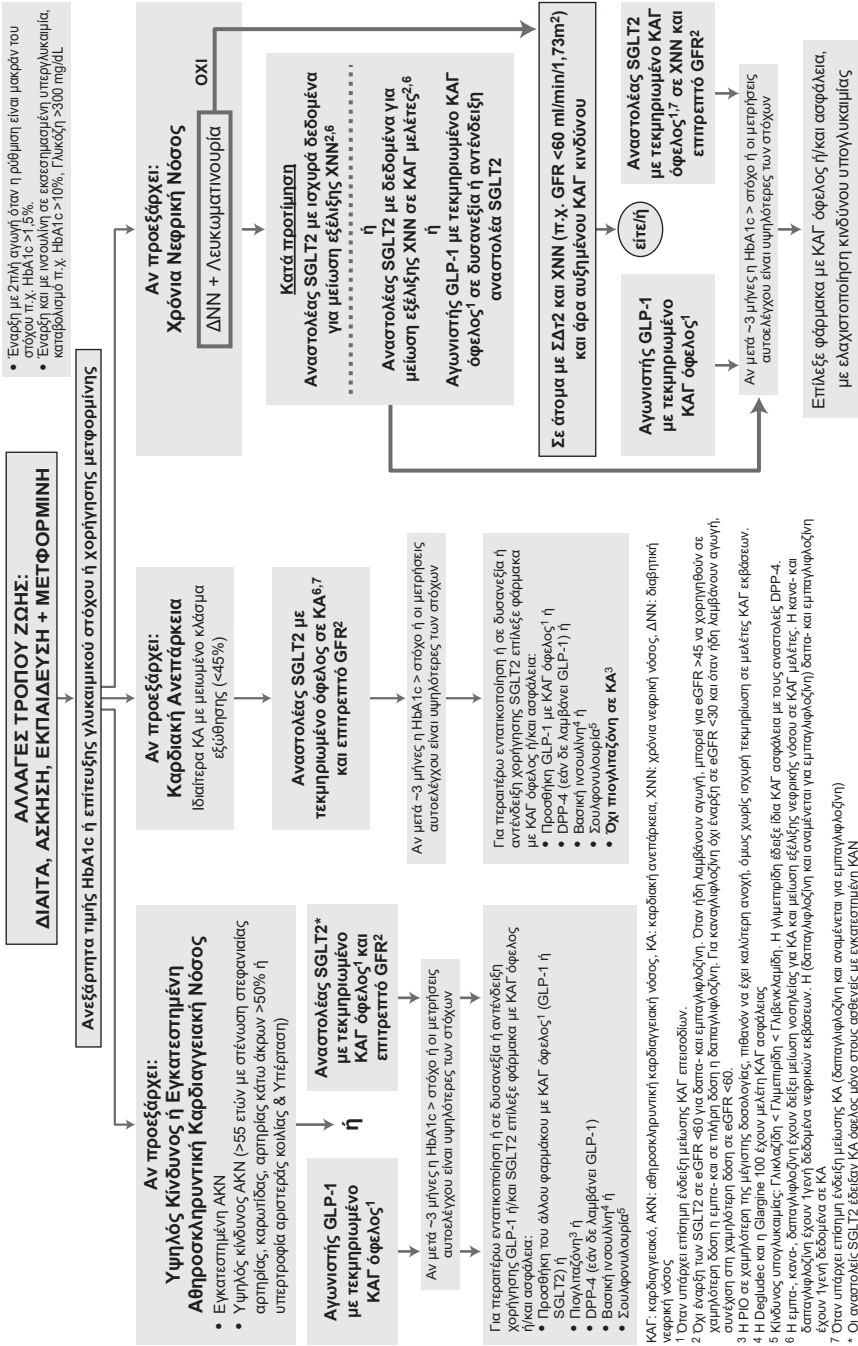 ΑΛΛΑΓΕΣ ΤΡΟΠΟΥ ΖΩΗΣ:
ΔΙΑΙΤΑ, ΑΣΚΗΣΗ, ΕΚΠΑΙΔΕΥΣΗ + ΜΕΤΦΟΡΜΙΝΗ
• Έναρξη με 2πλή αγωγή όταν η ρύθμιση είναι μακράν του
στόχου π.χ. HbA1c >1,5%.
• Έναρξη και με ινσουλίνη σε εκσεσημασμένη υπεργλυκαιμία,
καταβολισμό π.χ. HbA1c >10%, Γλυκόζη >300 mg/dL
Ανεξάρτητα τιμής HbA1c ή επίτευξης γλυκαιμικού στόχου ή χορήγησης μετφορμίνης
Αν προεξάρχει:
Υψηλός Κίνδυνος ή Εγκατεστημένη
Αθηροσκληρυντική Καρδιαγγειακή Νόσος
• Εγκατεστημένη ΑΚΝ
• Υψηλός κίνδυνος ΑΚΝ (>55 ετών με στένωση στεφανιαίας
αρτηρίας, καρωτίδας, αρτηρίας κάτω άκρων >50% ή
υπερτροφία αριστεράς κοιλίας & Υπέρταση)
Αγωνιστής GLP-1
με τεκμηριωμένο
ΚΑΓ όφελος1
ή
Αναστολέας SGLT2*
με τεκμηριωμένο
ΚΑΓ όφελος1 και
επιτρεπτό GFR2
Αν μετά ~3 μήνες η HbA1c > στόχο ή οι μετρήσεις
αυτοελέγχου είναι υψηλότερες των στόχων
Για περαιτέρω εντατικοποίηση ή σε δυσανεξία ή αντένδειξη
χορήγησης GLP-1 ή/και SGLT2 επίλεξε φάρμακα με ΚΑΓ όφελος
ή/και ασφάλεια:
• Προσθήκη του άλλου φαρμάκου με ΚΑΓ όφελος1 (GLP-1 ή
SGLT2) ή
• Πιογλιταζόνη3 ή
• DPP-4 (εάν δε λαμβάνει GLP-1)
• Βασική ινσουλίνη4 ή
• Σουλφονυλουρία5
Αν προεξάρχει:
Καρδιακή Ανεπάρκεια
Ιδιαίτερα ΚΑ με μειωμένο κλάσμα
εξώθησης (<45%)
Αναστολέας SGLT2 με
τεκμηριωμένο όφελος σε ΚΑ6,7
και επιτρεπτό GFR2
Αν μετά ~3 μήνες η HbA1c > στόχο ή οι μετρήσεις
αυτοελέγχου είναι υψηλότερες των στόχων
Για περαιτέρω εντατικοποίηση ή σε δυσανεξία ή
αντένδειξη χορήγησης SGLT2 επίλεξε φάρμακα
με ΚΑΓ όφελος ή/και ασφάλεια:
• Προσθήκη GLP-1 με ΚΑΓ όφελος1 ή
• DPP-4 (εάν δε λαμβάνει GLP-1) ή
• Βασική ινσουλίνη4 ή
• Σουλφονυλουρία5
• Όχι πιογλιταζόνη σε ΚΑ3
Αν προεξάρχει:
Χρόνια Νεφρική Νόσος
ΔΝΝ + Λευκωματινουρία
ΟΧΙ
Κατά προτίμηση
Αναστολέας SGLT2 με ισχυρά δεδομένα
για μείωση εξέλιξης ΧΝΝ2,6
ή
Αναστολέας SGLT2 με δεδομένα για
μείωση εξέλιξης ΧΝΝ σε ΚΑΓ μελέτες2,6
ή
Αγωνιστής GLP-1 με τεκμηριωμένο ΚΑΓ
όφελος1 σε δυσανεξία ή αντένδειξη
αναστολέα SGLT2
Σε άτομα με ΣΔτ2 και ΧΝΝ (π.χ. GFR <60 ml/min/1,73m2)
και άρα αυξημένου ΚΑΓ κινδύνου
Αγωνιστής GLP-1
με τεκμηριωμένο
ΚΑΓ όφελος1
είτε/ή
Αναστολέας SGLT2
με τεκμηριωμένο ΚΑΓ
όφελος1,7 σε ΧΝΝ και
επιτρεπτό GFR2
Αν μετά ~3 μήνες η HbA1c > στόχο ή οι μετρήσεις
αυτοελέγχου είναι υψηλότερες των στόχων
Επίλεξε φάρμακα με ΚΑΓ όφελος ή/και ασφάλεια,
με ελαχιστοποίηση κινδύνου υπογλυκαιμίας
ΚΑΓ: καρδιαγγειακό, ΑΚΝ: αθηροσκληρυντική καρδιαγγειακή νόσος, ΚΑ: καρδιακή ανεπάρκεια, ΧΝΝ: χρόνια νεφρική νόσος, ΔΝΝ: διαβητική
νεφρική νόσος
1 Όταν υπάρχει επίσημη ένδειξη μείωσης ΚΑΓ επεισοδίων.
2 Όχι έναρξη των SGLT2 σε eGFR <60 για δαπα- και εμπαγλιφλοζίνη. Όταν ήδη λαμβάνουν αγωγή, μπορεί για eGFR >45 να χορηγηθούν σε
χαμηλότερη δόση η εμπα- και σε πλήρη δόση η δαπαγλιφλοζίνη. Για καναγλιφλοζίνη όχι έναρξη σε eGFR <30 και όταν ήδη λαμβάνουν αγωγή,
συνέχιση στη χαμηλότερη δόση σε eGFR <60.
3 Η PIO σε χαμηλότερη της μέγιστης δοσολογίας, πιθανόν να έχει καλύτερη ανοχή, όμως χωρίς ισχυρή τεκμηρίωση σε μελέτες ΚΑΓ εκβάσεων.
4 Η Degludec και η Glargine 100 έχουν μελέτη ΚΑΓ ασφάλειας
5 Κίνδυνος υπογλυκαιμίας: Γλικλαζίδη < Γλιμεπιρίδη < Γλιβενκλαμίδη. Η γλιμεπιρίδη έδειξε ίδια ΚΑΓ ασφάλεια με τους αναστολείς DPP-4.
6 Η εμπα-, κανα-, δαπαγλιφλοζίνη έχουν δείξει μείωση νοσηλείας για ΚΑ και μείωση εξέλιξης νεφρικής νόσου σε ΚΑΓ μελέτες. Η κανα- και
δαπαγλιφλοζίνη έχουν 1γενή δεδομένα νεφρικών εκβάσεων. Η (δαπαγλιφλοζίνη και αναμένεται για εμπαγλιφλοζίνη) δαπα- και εμπαγλιφλοζίνη
έχουν 1γενή δεδομένα σε ΚΑ
7 Όταν υπάρχει επίσημη ένδειξη μείωσης ΚΑ (δαπαγλιφλοζίνη και αναμένεται για εμπαγλιφλοζίνη)
* Οι αναστολείς SGLT2 έδειξαν ΚΑ όφελος μόνο στους ασθενείς με εγκατεστημένη ΚΑΝ